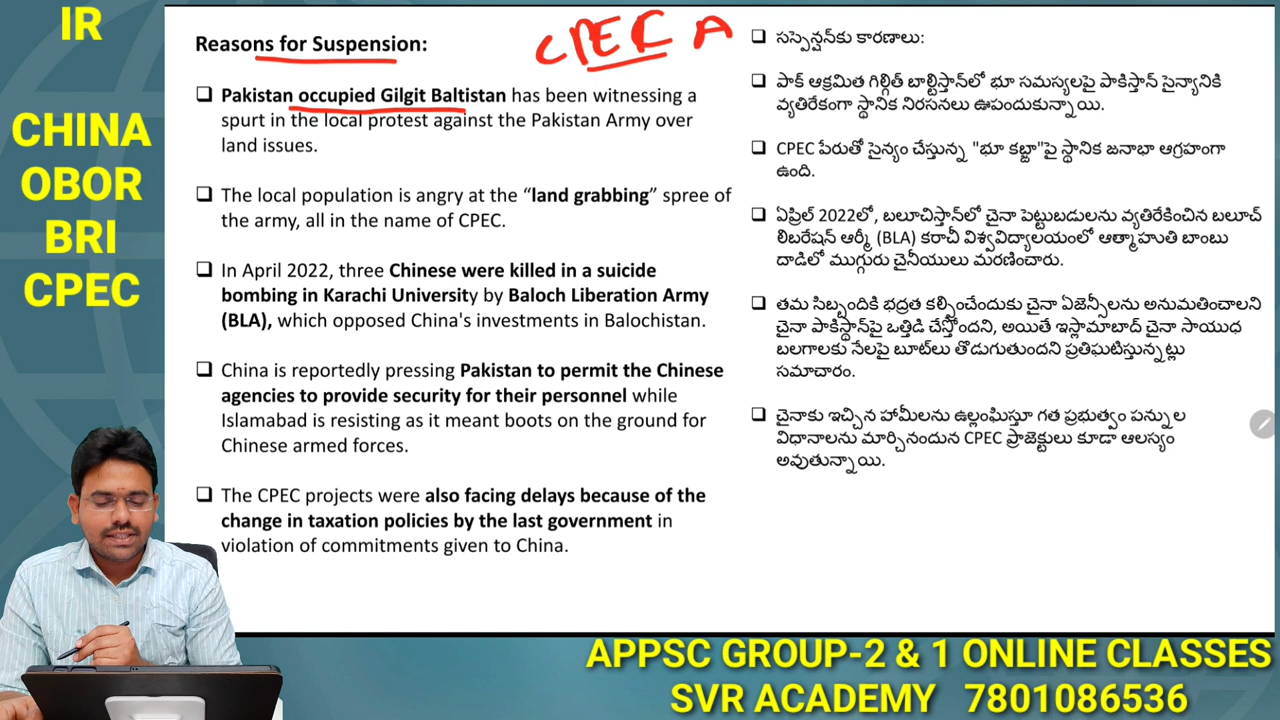 IR
CHINA
OBOR
BRI
CPEC
CPEC A
Reasons for Suspension:
❑ Pakistan occupied Gilgit Baltistan has been witnessing a
spurt in the local protest against the Pakistan Army over
land issues.
❑ The local population is angry at the “land grabbing” spree of
the army, all in the name of CPEC.
❑ In April 2022, three Chinese were killed in a suicide
bombing in Karachi University by Baloch Liberation Army
(BLA), which opposed China's investments in Balochistan.
❑ China is reportedly pressing Pakistan to permit the Chinese
agencies to provide security for their personnel while
Islamabad is resisting as it meant boots on the ground for
Chinese armed forces.
❑ The CPEC projects were also facing delays because of the
change in taxation policies by the last government in
violation of commitments given to China.
❑ సస్పెన్షన్‌కు కారణాలు:
❑ పాక్ ఆక్రమిత గిల్గిత్ బాల్టిస్తాన్‌లో భూ సమస్యలపై పాకిస్తాన్ సైన్యానికి
వ్యతిరేకంగా స్థానిక నిరసనలు ఊపందుకున్నాయి.
❑ CPEC పేరుతో సైన్యం చేస్తున్న "భూ కబ్జా"పై స్థానిక జనాభా ఆగ్రహంగా
ఉంది.
❑ ఏప్రిల్ 2022లో, బలూచిస్తాన్‌లో చైనా పెట్టుబడులను వ్యతిరేకించిన బలూచ్
లిబరేషన్ ఆర్మీ (BLA) కరాచీ విశ్వవిద్యాలయంలో ఆత్మాహుతి బాంబు
దాడిలో ముగ్గురు చైనీయులు మరణించారు.
❑ తమ సిబ్బందికి భద్రత కల్పించేందుకు చైనా ఏజెన్సీలను అనుమతించాలని
చైనా పాకిస్థాన్‌పై ఒత్తిడి చేస్తోందని, అయితే ఇస్లామాబాద్ చైనా సాయుధ
బలగాలకు నేలపై బూట్‌లు తొడుగుతుందని ప్రతిఘటిస్తున్నట్లు
సమాచారం.
❑ చైనాకు ఇచ్చిన హామీలను ఉల్లంఘిస్తూ గత ప్రభుత్వం పన్నుల
విధానాలను మార్చినందున CPEC ప్రాజెక్టులు కూడా ఆలస్యం
అవుతున్నాయి.
APPSC GROUP-2 & 1 ONLINE CLASSES
SVR ACADEMY 7801086536